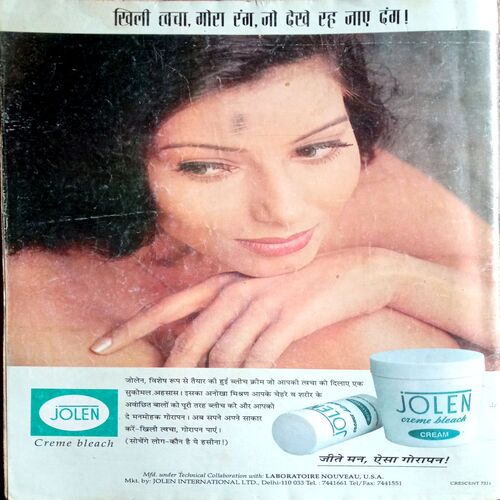 खिली त्वचा, गोरा रंग, जो देखे रह जाए दंग!
जोलेन, विशेष रूप से तैयार की हुई ब्लीच क्रीम जो आपकी त्वचा को दिलाए एक
सुकोमल अहसास। इसका अनोखा मिश्रण आपके चेहरे व शरीर के
अवांछित बालों को पूरी तरह ब्लीच करे और आपको
दे मनमोहक गोरापन। अब सपने अपने साकार
करें-खिली त्वचा, गोरापन पाएं।
(सोचेंगे लोग-कौन है ये हसीना!)
JOLEN
Creme bleach
JOLEN
JOLEN
creme bleach
CREAM
जीते मन, ऐसा गोरापन!
Mfd. under Technical Collaboration with: LABORATOIRE NOUVEAU, U.S.A.
Mkt. by: JOLEN INTERNATIONAL LTD., Delhi-110 033 Tel.: 7441661 Tel/Fax: 7441551